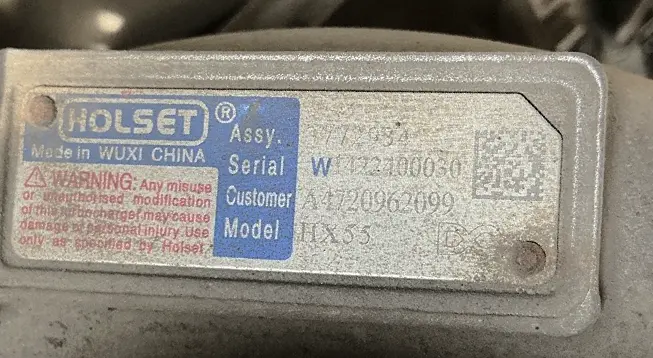 HOLSET ®
Made in WUXI CHINA
WARNING: Any misuse
or unauthorised modification
of this turbocharger may cause
damage or personal injury. Use
only as specified by Holset.
Assy.
Serial
Customer A4720962099
Model HX55